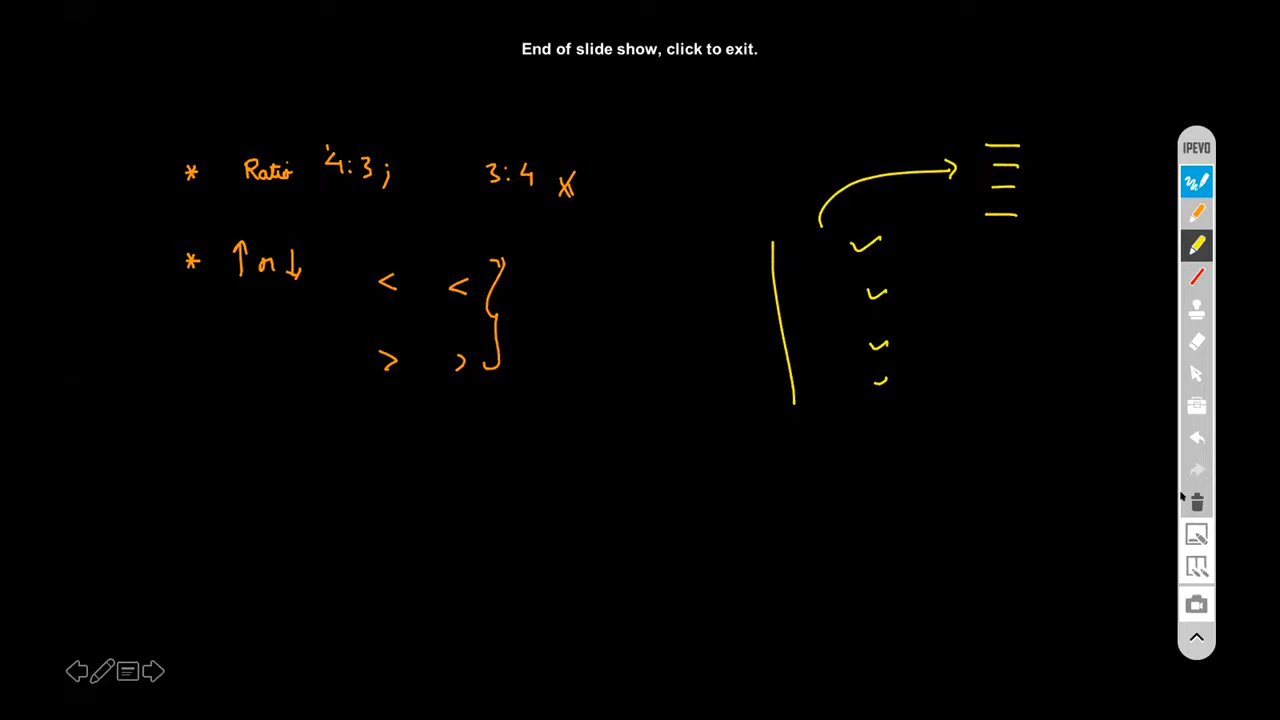 End of slide show, click to exit.
* Ratio 4:3; 3:4 X
* ↑ or ↓
< < }
> >
IPEVO